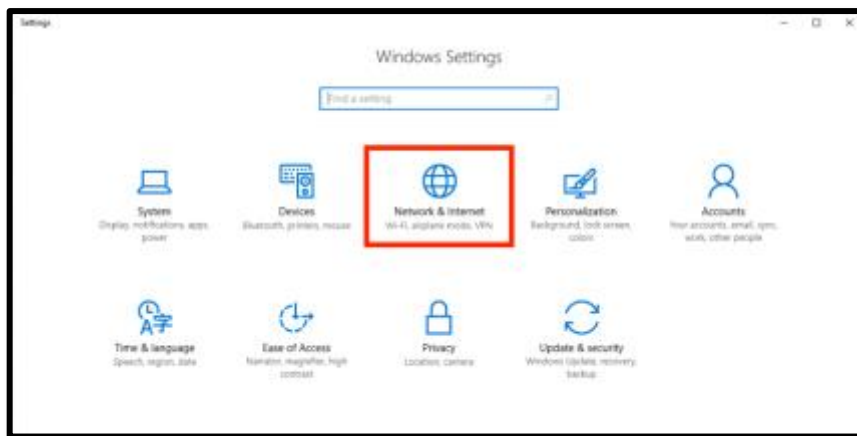 Settings
Windows Settings
Find a setting
System
Display, notifications, apps,
power
Devices
Bluetooth, printers, mouse
Network & Internet
Wi-Fi, airplane mode, VPN
Personalization
Background, lock screen,
colors
Accounts
Your accounts, email, sync,
work, other people
A字
Time & language
Speech, region, date
Ease of Access
Narrator, magnifier, high
contrast
Privacy
Location, camera
Update & security
Windows Update, recovery,
backup